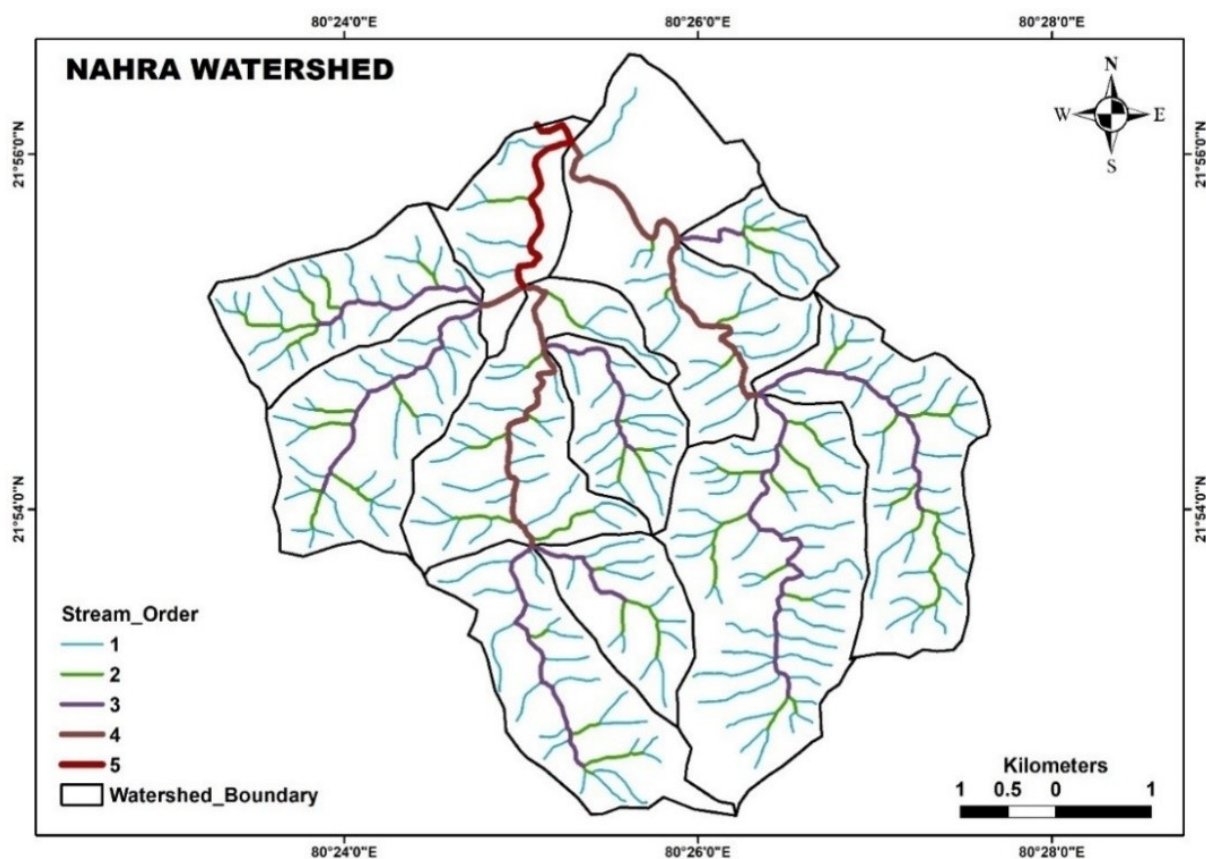 80°24'0"E 80°26'0"E 80°28'0"E
NAHRA WATERSHED
N
W E
S
21°56'0"N 21°56'0"N
21°54'0"N 21°54'0"N
Stream_Order
1
2
3
4
5
Watershed_Boundary
Kilometers
1 0.5 0 1
80°24'0"E 80°26'0"E 80°28'0"E